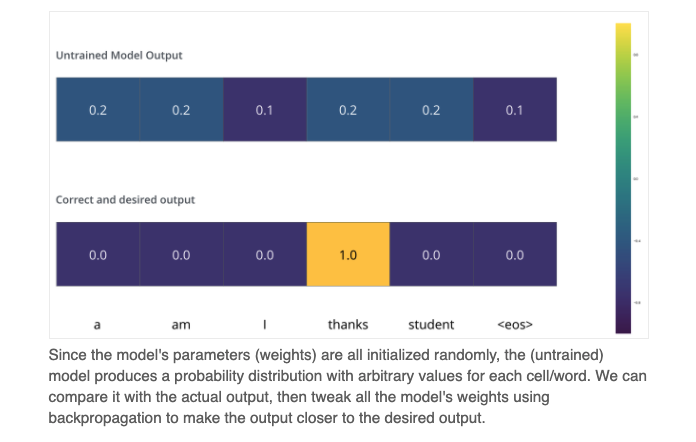 Untrained Model Output
0.2 0.2 0.1 0.2 0.2 0.1
Correct and desired output
0.0 0.0 0.0 1.0 0.0 0.0
a am I thanks student <eos>
Since the model's parameters (weights) are all initialized randomly, the (untrained)
model produces a probability distribution with arbitrary values for each cell/word. We can
compare it with the actual output, then tweak all the model's weights using
backpropagation to make the output closer to the desired output.